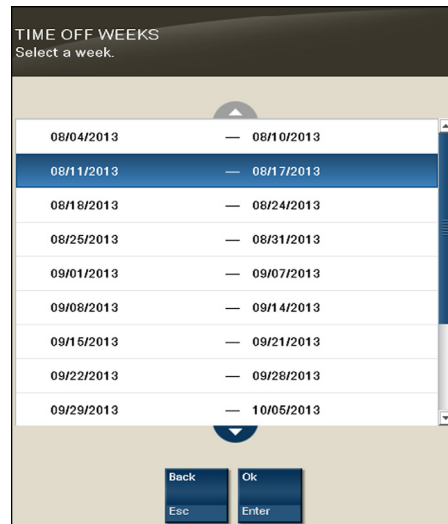 TIME OFF WEEKS
Select a week.
08/04/2013 — 08/10/2013
08/11/2013 — 08/17/2013
08/18/2013 — 08/24/2013
08/25/2013 — 08/31/2013
09/01/2013 — 09/07/2013
09/08/2013 — 09/14/2013
09/15/2013 — 09/21/2013
09/22/2013 — 09/28/2013
09/29/2013 — 10/05/2013
Back Ok
Esc Enter